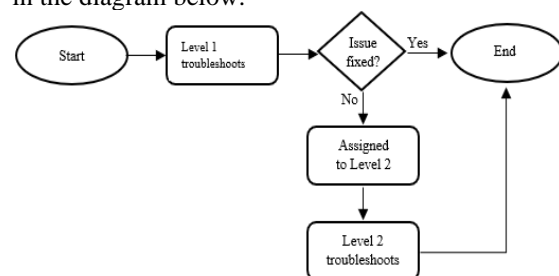 in the diagram below:
Start
Level 1
troubleshoots
Issue
fixed?
Yes
End
No
Assigned
to Level 2
Level 2
troubleshoots